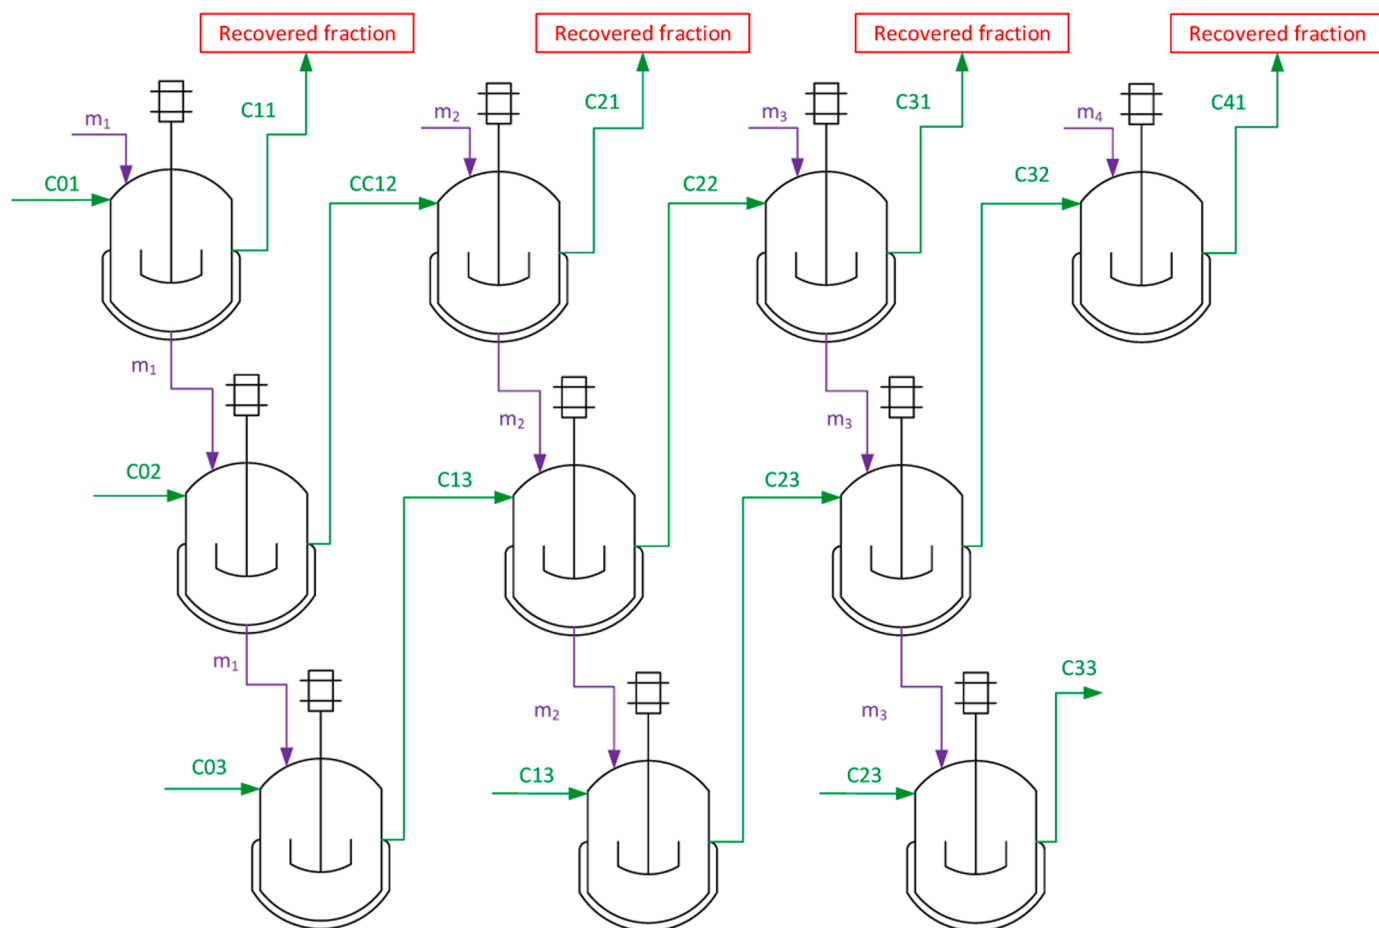 Recovered fraction
Recovered fraction
Recovered fraction
Recovered fraction
C11
C21
C31
C41
m₁
m₂
m₃
m₄
C01
CC12
C22
C32
m₁
m₂
m₃
C02
C13
C23
m₁
m₂
m₃
C33
C03
C13
C23